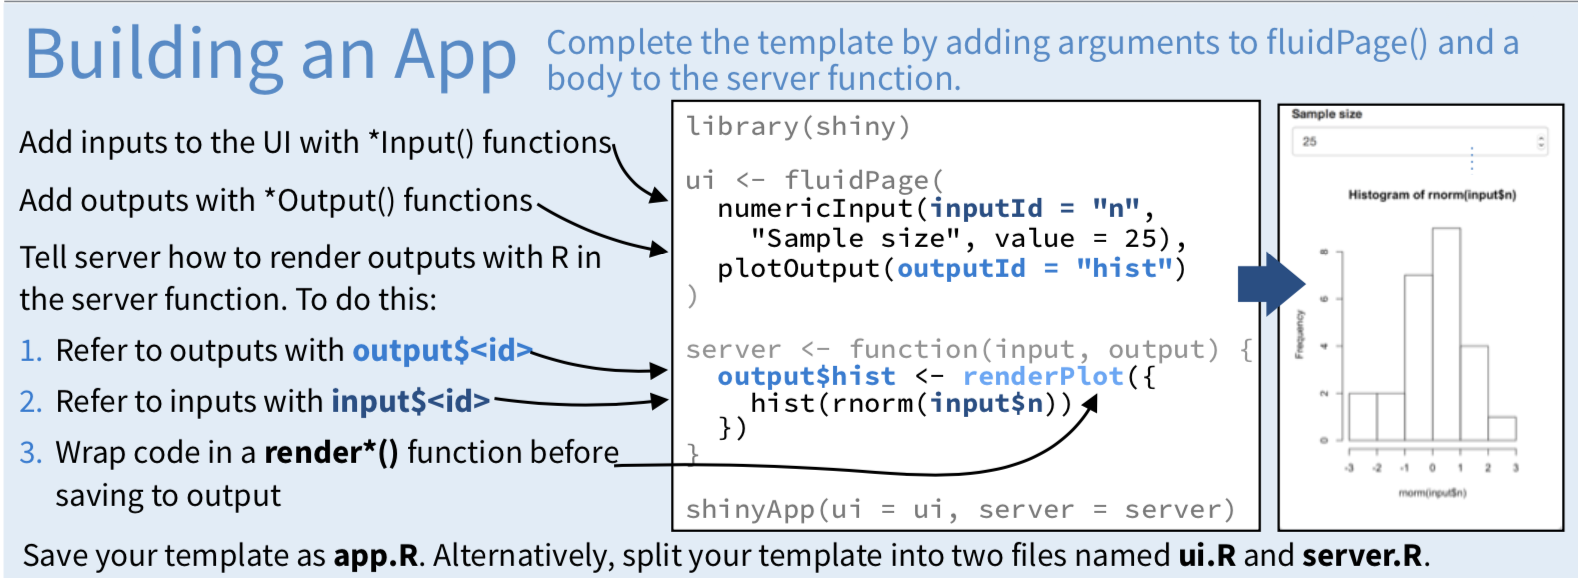 Building an App
Complete the template by adding arguments to fluidPage() and a
body to the server function.
Add inputs to the UI with *Input() functions
Add outputs with *Output() functions
Tell server how to render outputs with R in
the server function. To do this:
1. Refer to outputs with output$<id>
2. Refer to inputs with input$<id>
3. Wrap code in a render*() function before
saving to output
library(shiny)
ui <- fluidPage(
numericInput(inputId = "n",
"Sample size", value = 25),
plotOutput(outputId = "hist")
)
server <- function(input, output) {
output$hist <- renderPlot({
hist(rnorm(input$n))
})
}
shinyApp(ui = ui, server = server)
Sample size
25
Histogram of rnorm(input$n)
Frequency
8
6
4
2
0
-3 -2 -1 0 1 2 3
rnorm(input$n)
Save your template as app.R. Alternatively, split your template into two files named ui.R and server.R.